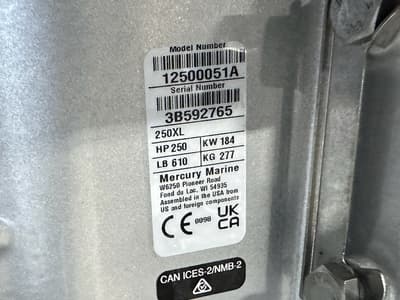 Model Number
12500051A
Serial Number
3B592765
250XL
HP 250 KW 184
LB 610 KG 277
Mercury Marine
W6250 Pioneer Road
Fond du Lac, WI 54935
Assembled in the USA from
US and foreign components
CE 0098 UK CA
CAN ICES-2/NMB-2